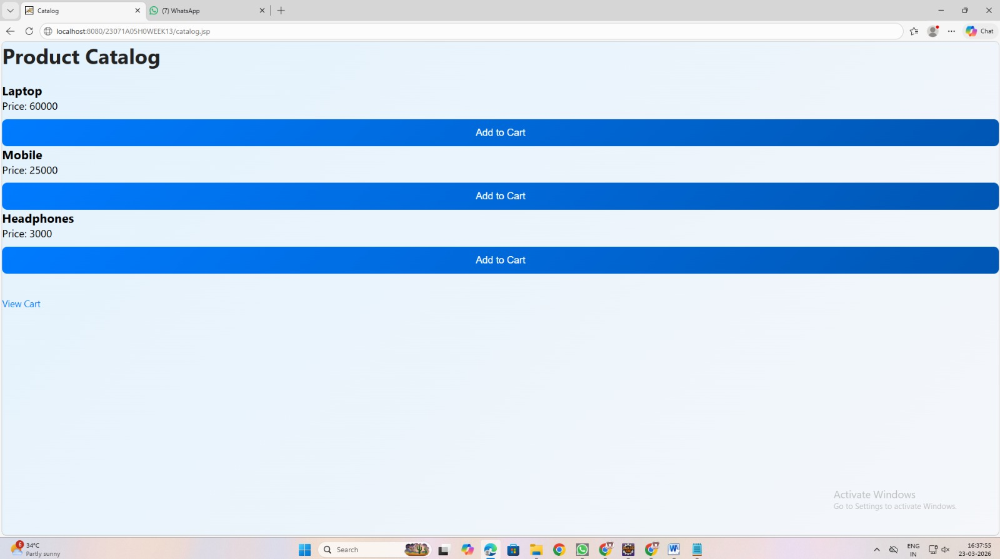 Catalog
(7) WhatsApp
localhost:8080/23071A05H0WEEK13/catalog.jsp
Chat
Product Catalog
Laptop
Price: 60000
Add to Cart
Mobile
Price: 25000
Add to Cart
Headphones
Price: 3000
Add to Cart
View Cart
Activate Windows
Go to Settings to activate Windows.
6
34°C
Partly sunny
Search
ENG
IN
16:37:55
23-03-2026